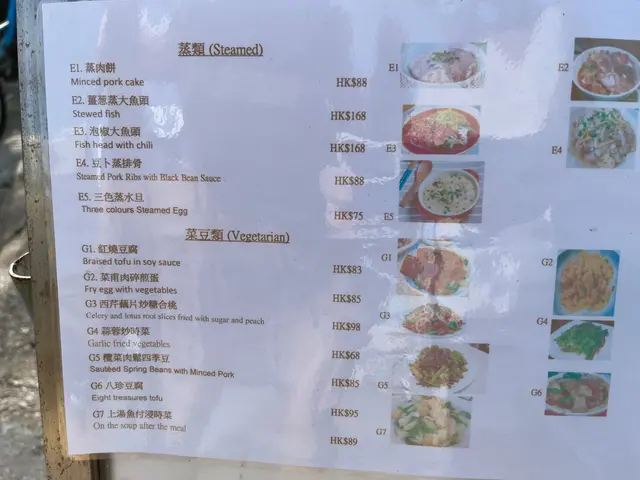 蒸類 (Steamed)
E1. 蒸肉餅
Minced pork cake HK$88
E2. 薑葱蒸大魚頭
Stewed fish HK$168
E3. 泡椒大魚頭
Fish head with chili HK$168
E4. 豆卜蒸排骨
Steamed Pork Ribs with Black Bean Sauce HK$88
E5. 三色蒸水旦
Three colours Steamed Egg HK$75
菜豆類 (Vegetarian)
G1. 紅燒豆腐
Braised tofu in soy sauce HK$83
G2. 菜甫肉碎煎蛋
Fry egg with vegetables HK$85
G3 西芹藕片炒糖合桃
Celery and lotus root slices fried with sugar and peach HK$98
G4 蒜蓉炒時菜
Garlic fried vegetables HK$68
G5 欖菜肉鬆四季豆
Sautéed Spring Beans with Minced Pork HK$85
G6 八珍豆腐
Eight treasures tofu HK$95
G7 上湯魚付浸時菜
On the soup after the meal HK$89
E1
E2
E3
E4
E5
G1
G2
G3
G4
G5
G6
G7